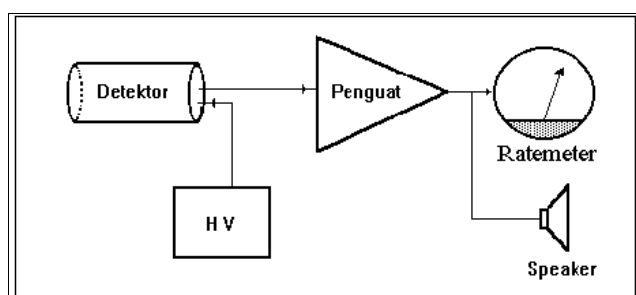 Detektor
Penguat
Ratemeter
H V
Speaker